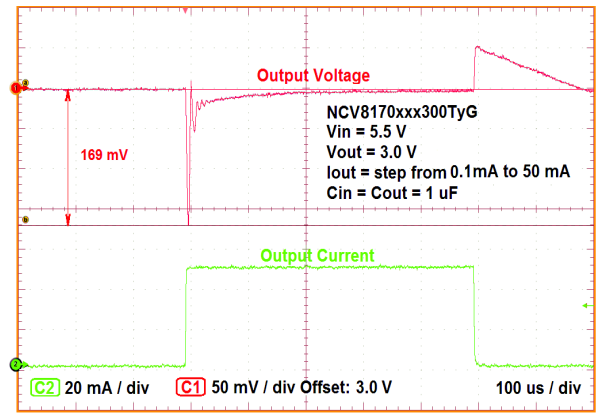 Output Voltage
NCV8170xxx300TyG
Vin = 5.5 V
169 mV
Vout = 3.0 V
Iout = step from 0.1mA to 50 mA
Cin = Cout = 1 uF
Output Current
C2 20 mA / div C1 50 mV / div Offset: 3.0 V 100 us / div